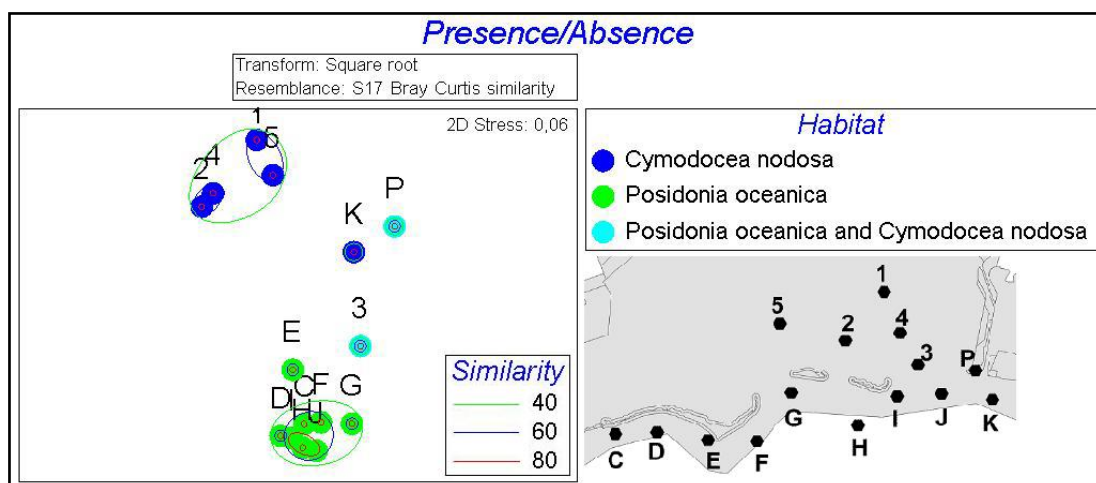 Presence/Absence
Transform: Square root
Resemblance: S17 Bray Curtis similarity
2D Stress: 0,06
1
5
4
2
P
K
3
E
C F
D I H J G
Similarity
40
60
80
Habitat
Cymodocea nodosa
Posidonia oceanica
Posidonia oceanica and Cymodocea nodosa
1
5
2 4
3 P
G I J K
H
C D E F